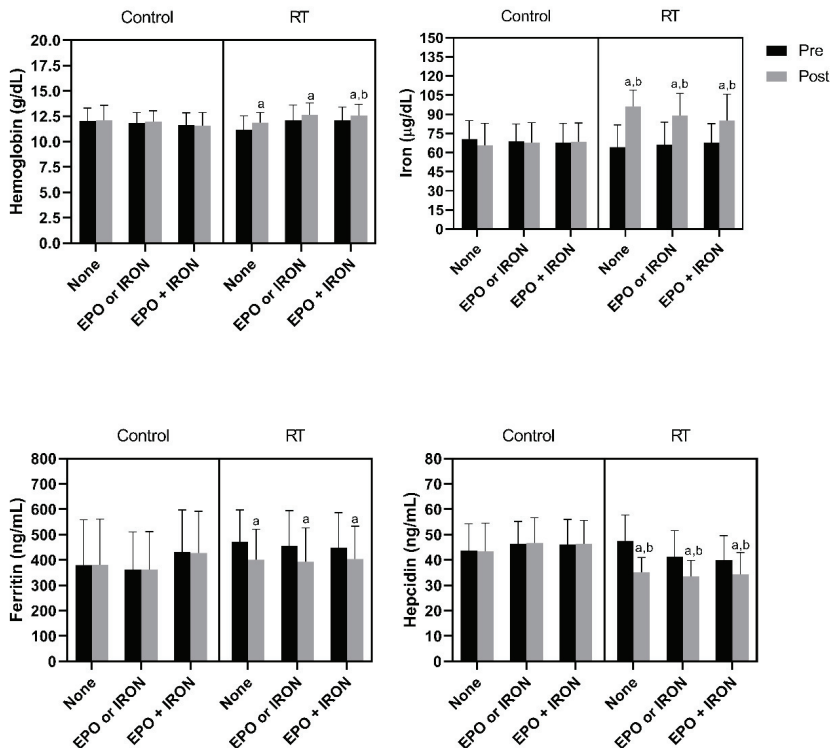 Control RT
Hemoglobin (g/dL)
20.0
17.5
15.0
12.5
10.0
7.5
5.0
2.5
0.0
a a a,b
None EPO or IRON EPO + IRON None EPO or IRON EPO + IRON
Control RT
Iron (μg/dL)
150
135
120
105
90
75
60
45
30
15
0
a,b a,b a,b
None EPO or IRON EPO + IRON None EPO or IRON EPO + IRON
Pre
Post
Control RT
Ferritin (ng/mL)
800
700
600
500
400
300
200
100
0
a a a
None EPO or IRON EPO + IRON None EPO or IRON EPO + IRON
Control RT
Hepcidin (ng/mL)
80
70
60
50
40
30
20
10
0
a,b a,b a,b
None EPO or IRON EPO + IRON None EPO or IRON EPO + IRON